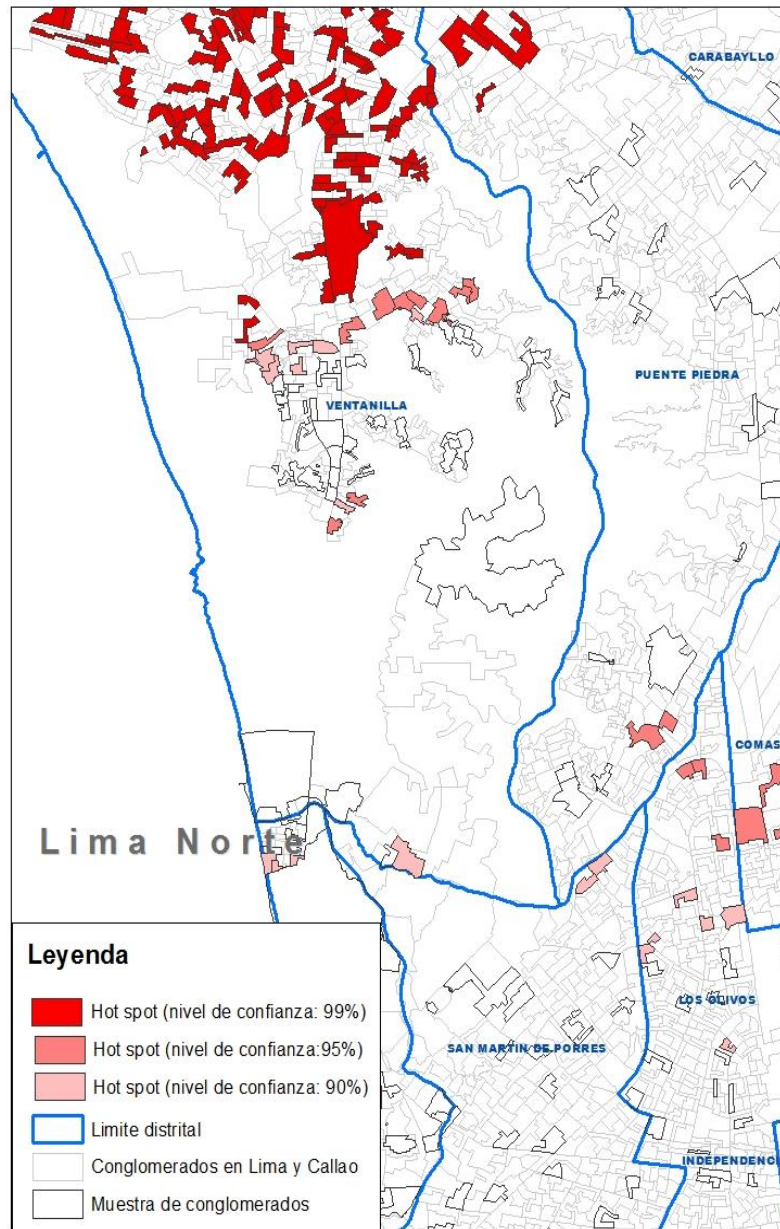 CARABAYLLO
PUENTE PIEDRA
VENTANILLA
COMAS
Lima Norte
LOS OLIVOS
SAN MARTIN DE PORRES
INDEPENDENC
Leyenda
Hot spot (nivel de confianza: 99%)
Hot spot (nivel de confianza:95%)
Hot spot (nivel de confianza: 90%)
Limite distrital
Conglomerados en Lima y Callao
Muestra de conglomerados